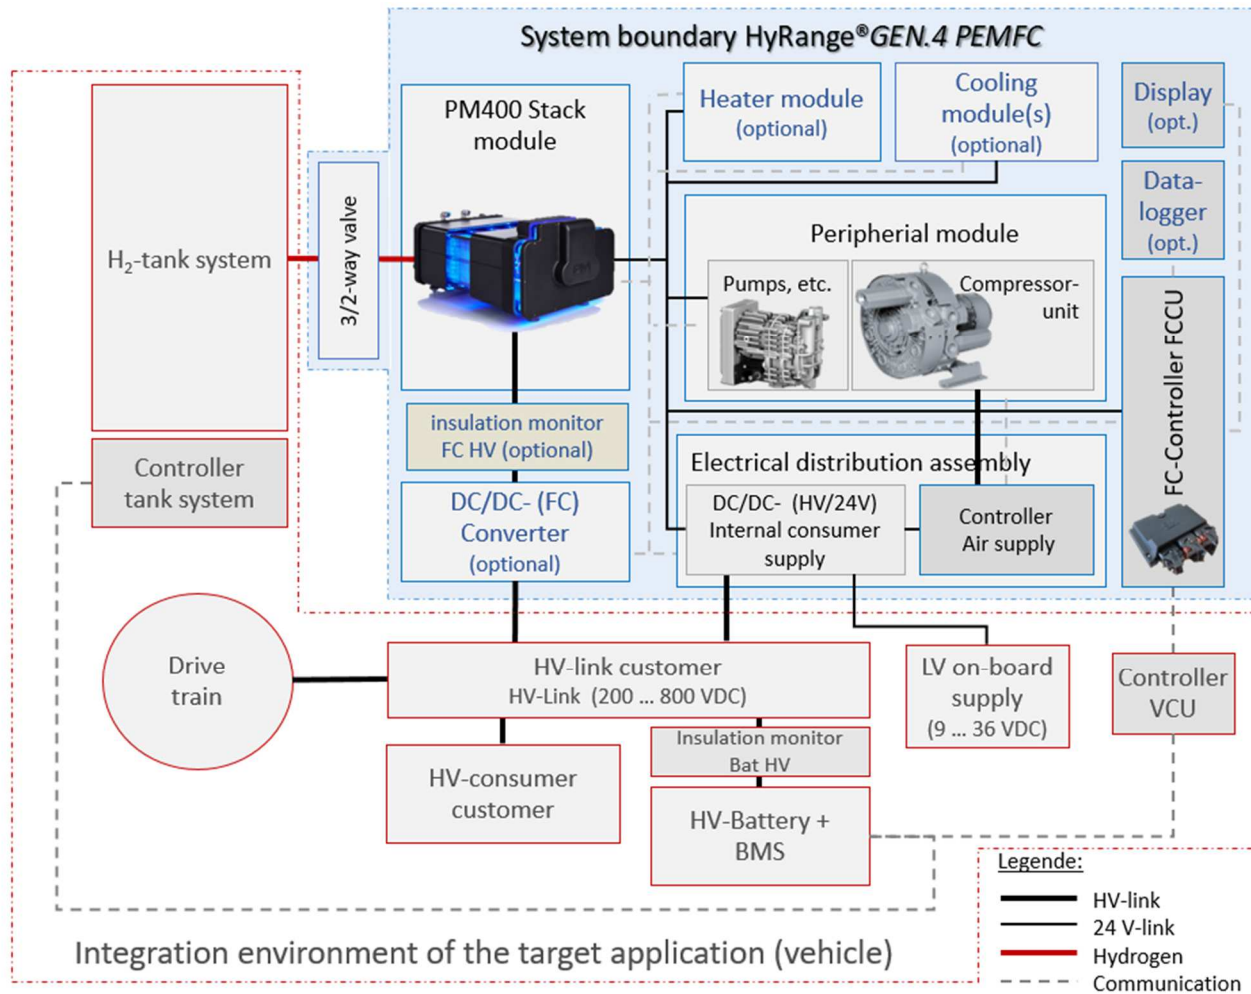 System boundary HyRange®GEN.4 PEMFC
H₂-tank system
3/2-way valve
PM400 Stack
module
Heater module
(optional)
Cooling
module(s)
(optional)
Display
(opt.)
Data-
logger
(opt.)
Peripherial module
Pumps, etc.
Compressor-
unit
FC-Controller FCCU
insulation monitor
FC HV (optional)
Controller
tank system
DC/DC- (FC)
Converter
(optional)
Electrical distribution assembly
DC/DC- (HV/24V)
Internal consumer
supply
Controller
Air supply
Drive
train
HV-link customer
HV-Link (200 ... 800 VDC)
LV on-board
supply
(9 ... 36 VDC)
Controller
VCU
Insulation monitor
Bat HV
HV-consumer
customer
HV-Battery +
BMS
Legende:
HV-link
24 V-link
Hydrogen
Communication
Integration environment of the target application (vehicle)